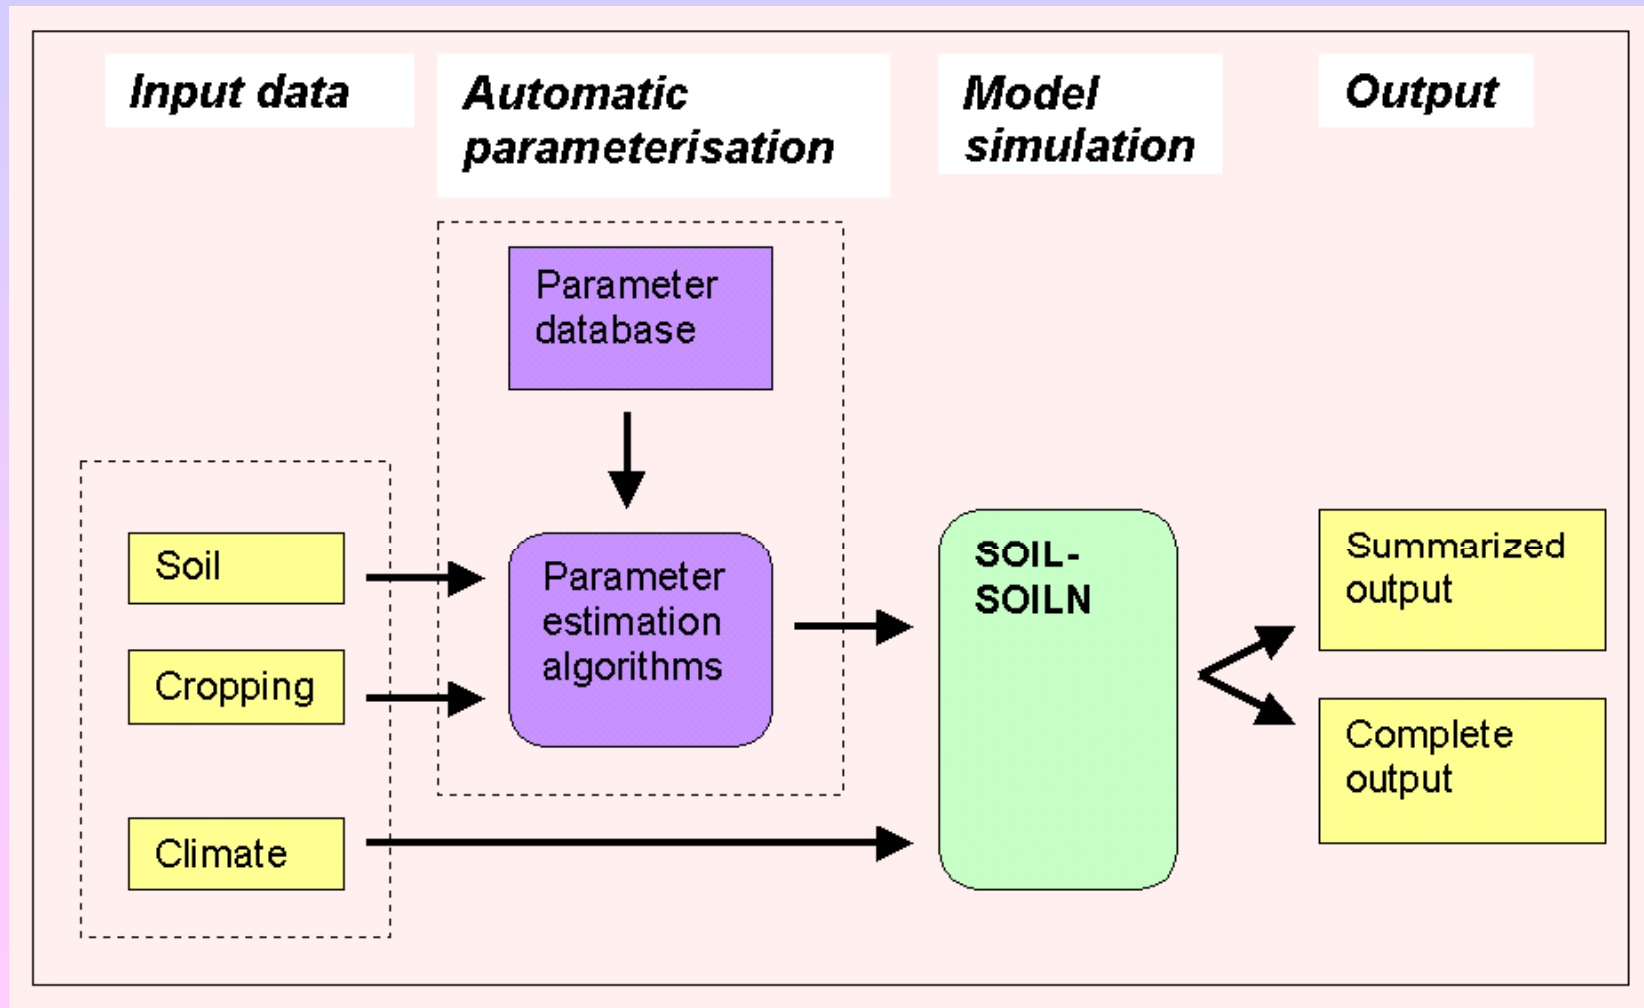 Input data
Automatic
parameterisation
Model
simulation
Output
Parameter
database
Soil
Cropping
Climate
Parameter
estimation
algorithms
SOIL-
SOILN
Summarized
output
Complete
output